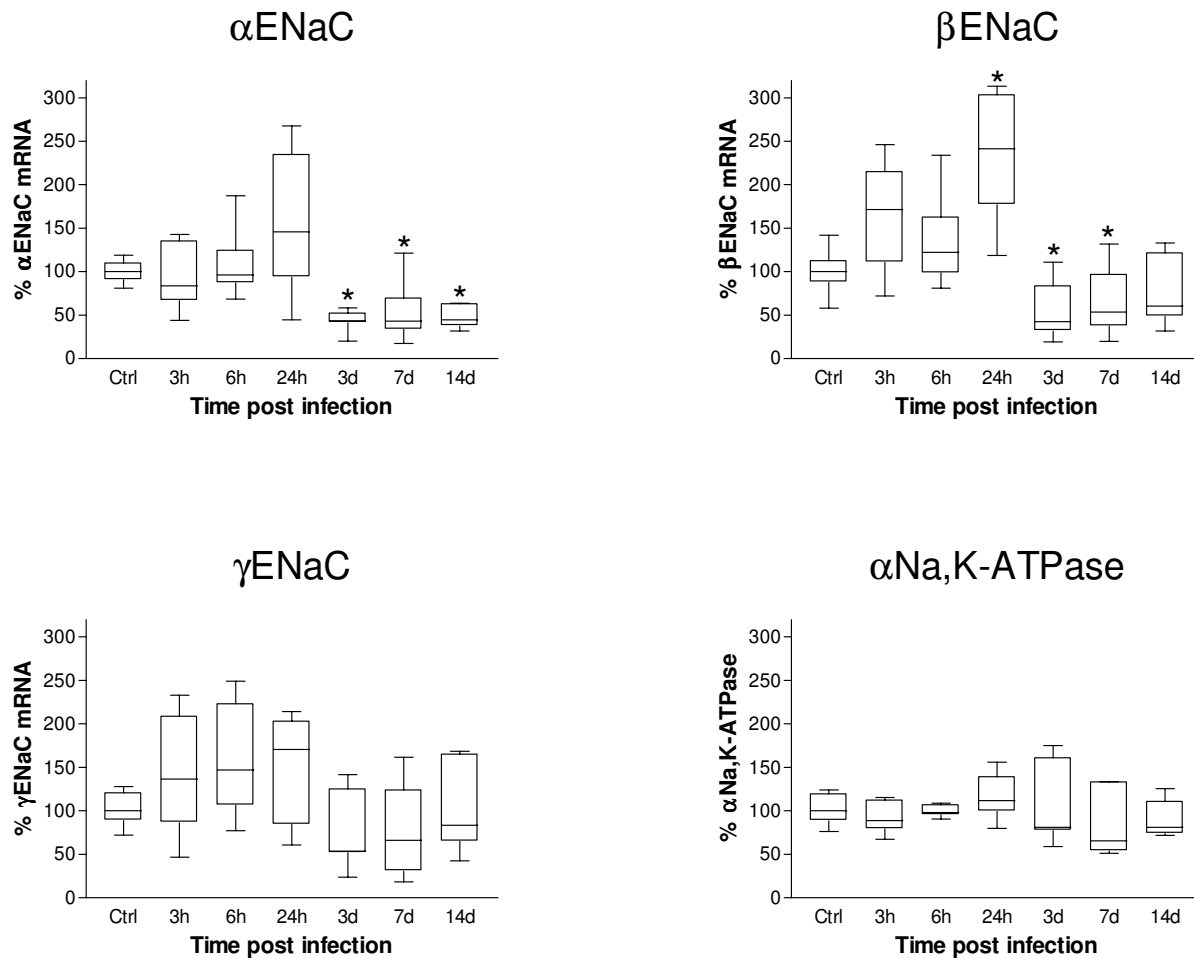 αENaC
% αENaC mRNA
300
250
200
150
100
50
0
*
*
*
Ctrl 3h 6h 24h 3d 7d 14d
Time post infection
βENaC
% βENaC mRNA
300
250
200
150
100
50
0
*
*
*
Ctrl 3h 6h 24h 3d 7d 14d
Time post infection
γENaC
% γENaC mRNA
300
250
200
150
100
50
0
Ctrl 3h 6h 24h 3d 7d 14d
Time post infection
αNa,K-ATPase
% αNa,K-ATPase
300
250
200
150
100
50
0
Ctrl 3h 6h 24h 3d 7d 14d
Time post infection